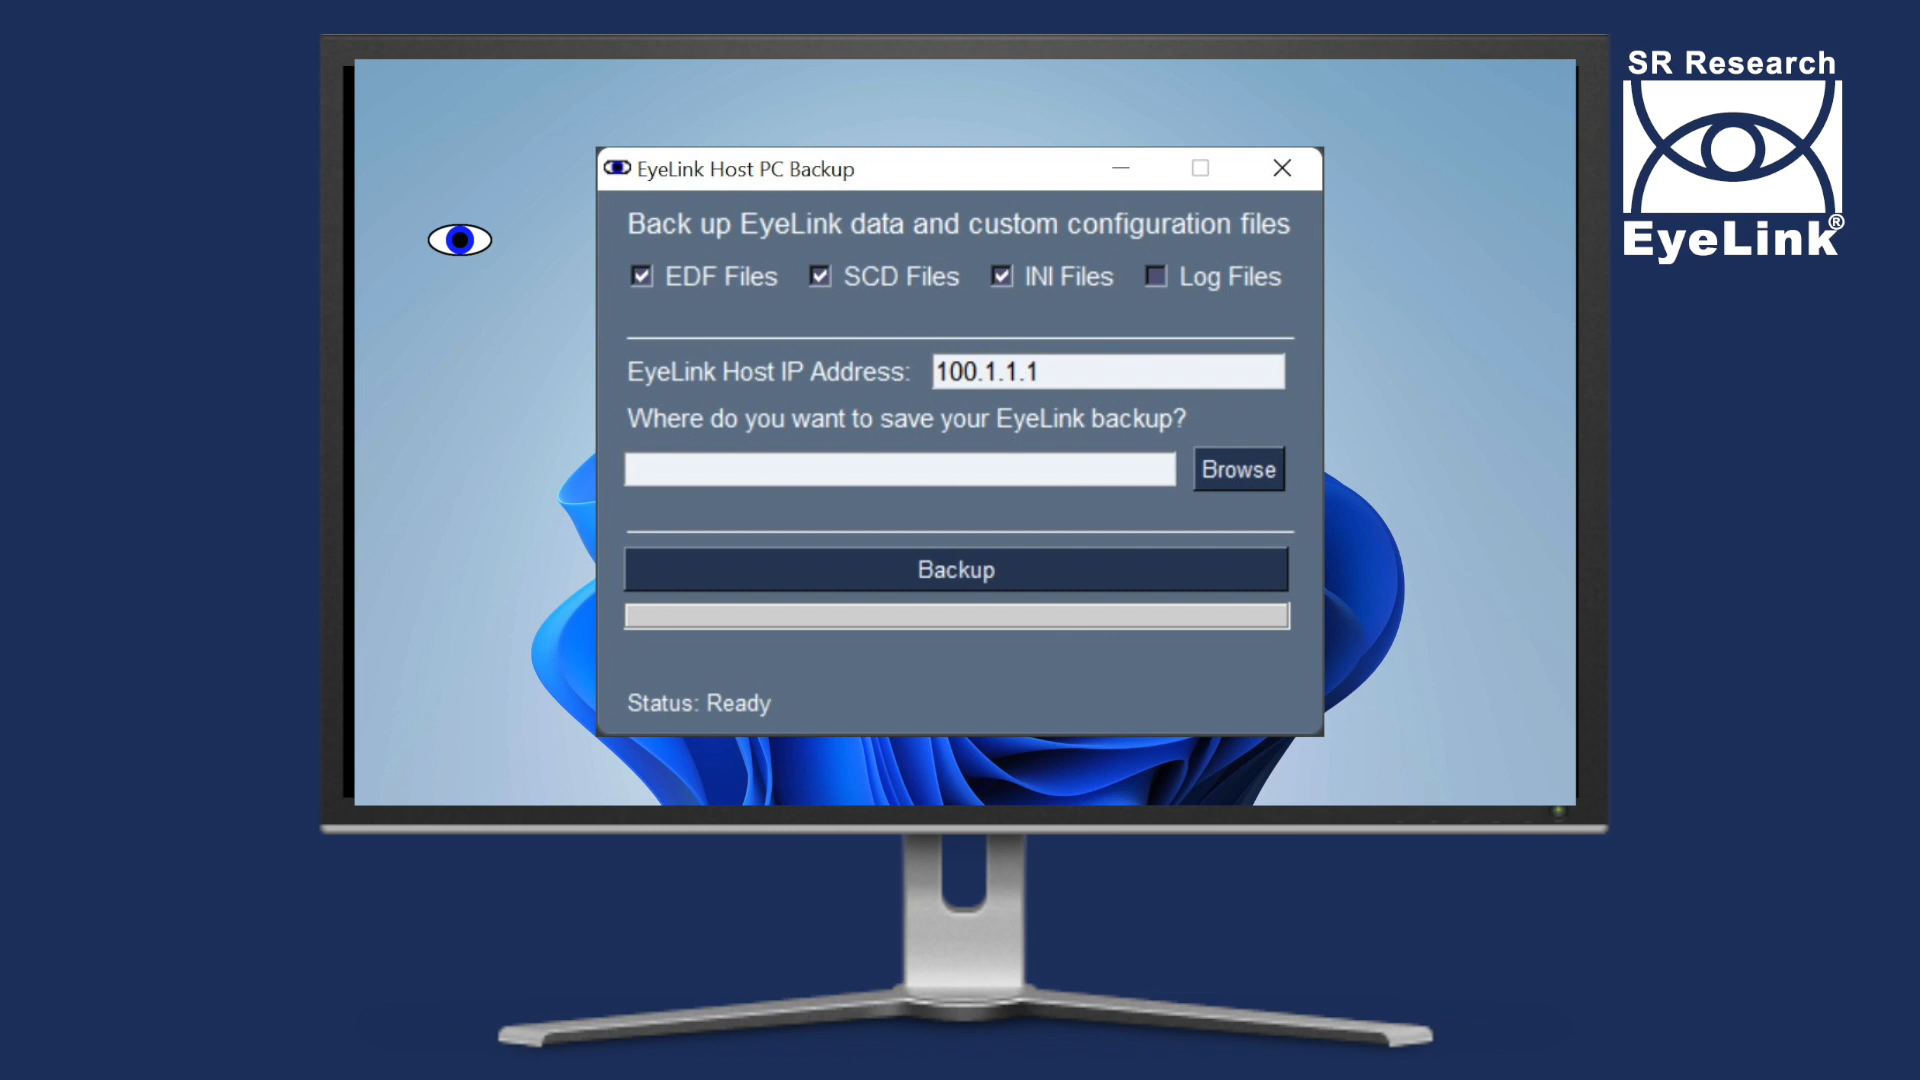 SR Research
EyeLink®
EyeLink Host PC Backup
Back up EyeLink data and custom configuration files
EDF Files SCD Files INI Files Log Files
EyeLink Host IP Address: 100.1.1.1
Where do you want to save your EyeLink backup?
Browse
Backup
Status: Ready